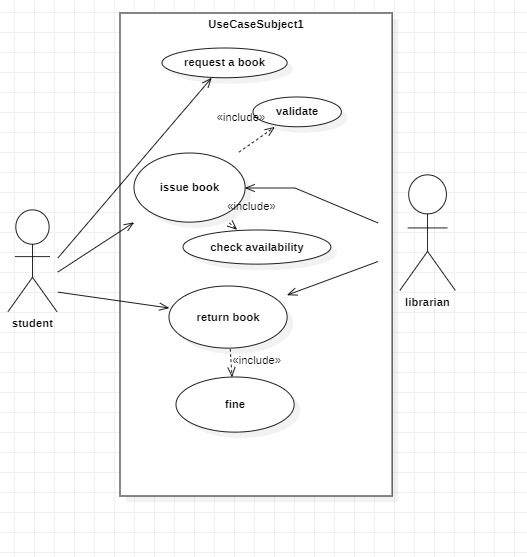 UseCaseSubject1
request a book
«include»
validate
issue book
«include»
check availability
student
librarian
return book
«include»
fine